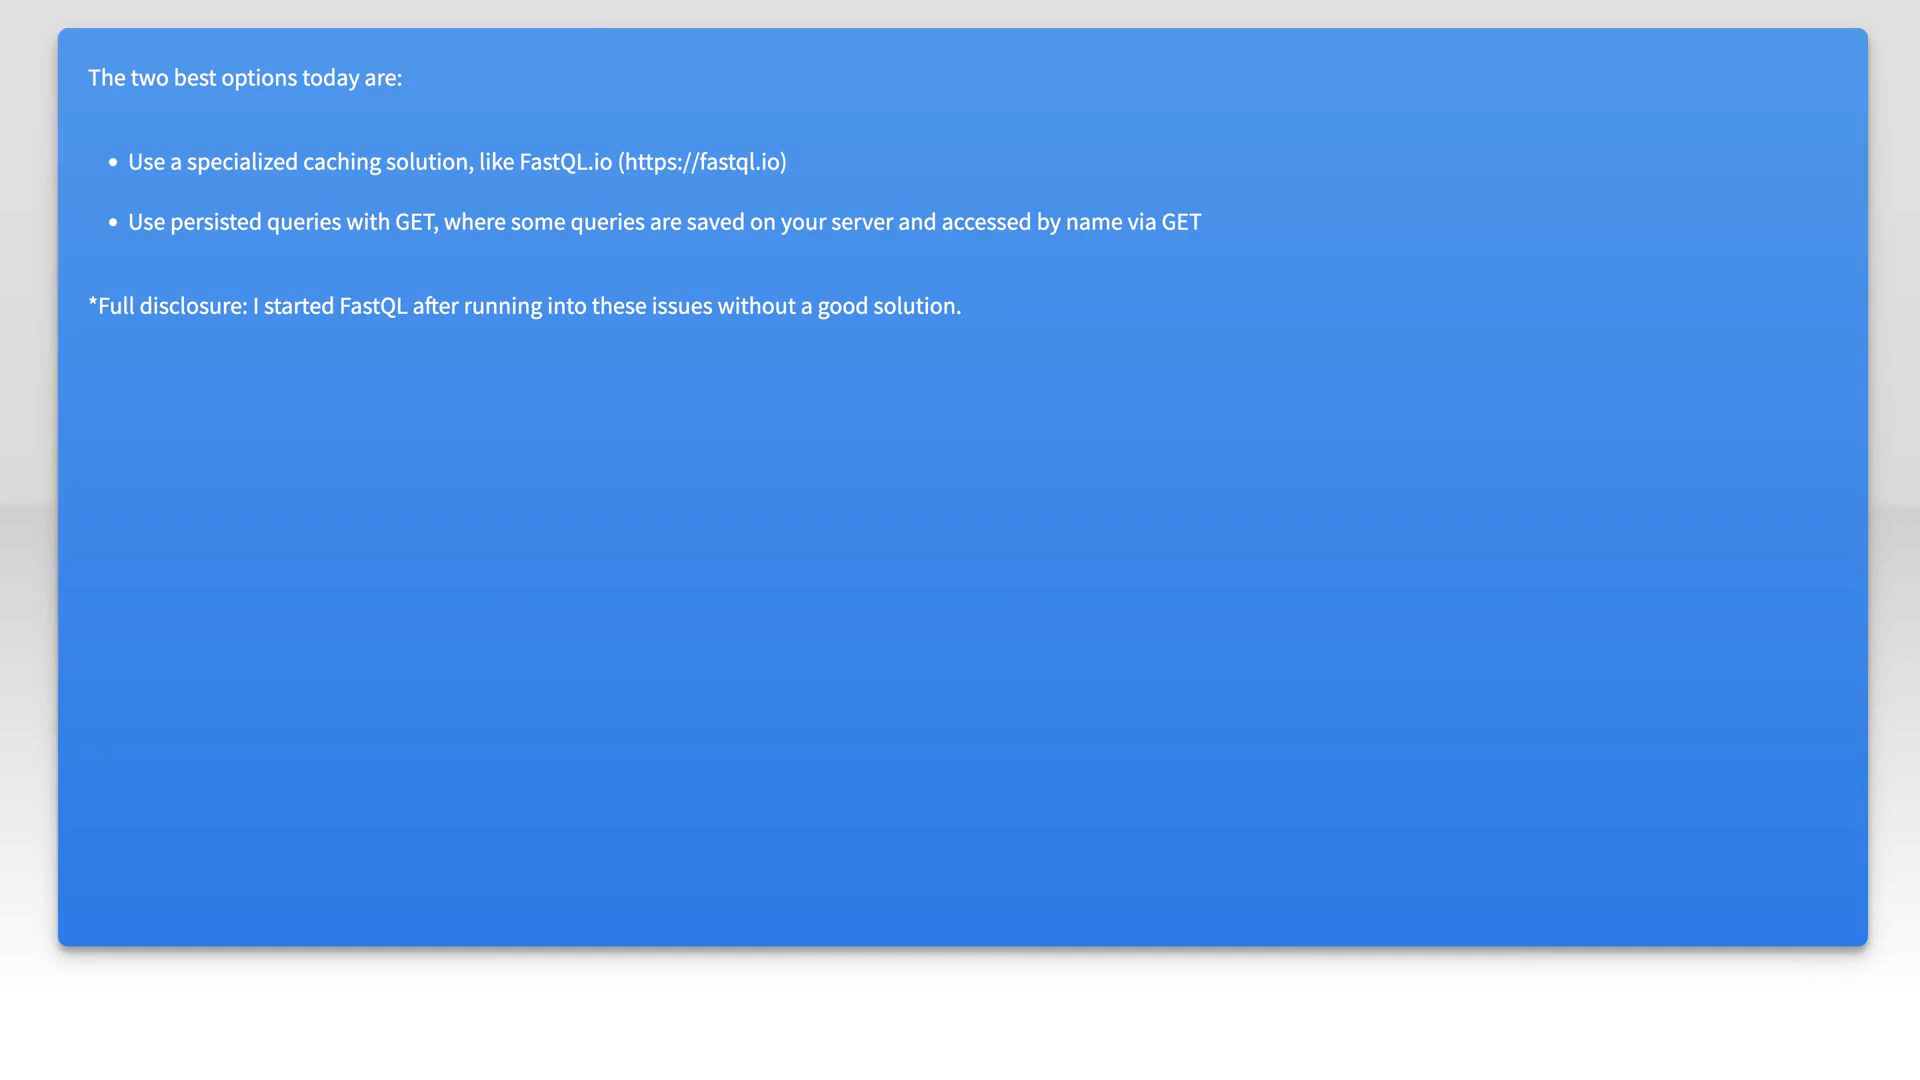 The two best options today are:
• Use a specialized caching solution, like FastQL.io (https://fastql.io)
• Use persisted queries with GET, where some queries are saved on your server and accessed by name via GET
*Full disclosure: I started FastQL after running into these issues without a good solution.